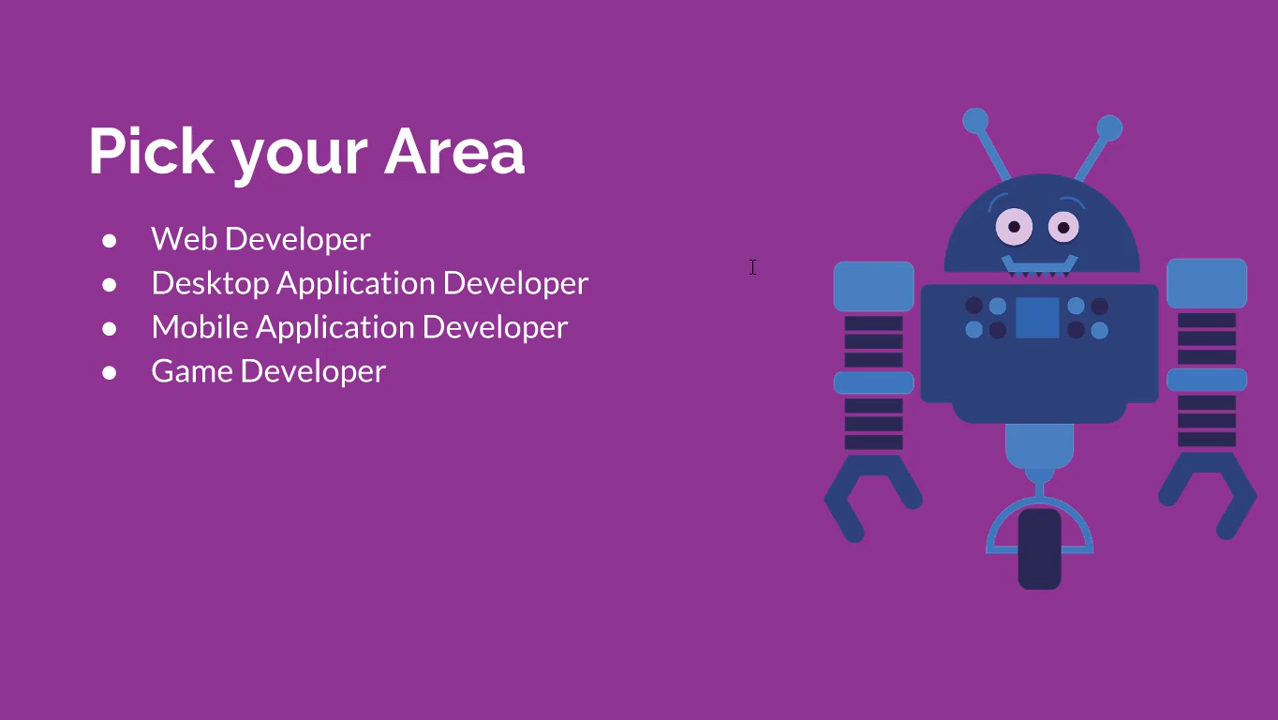 Pick your Area
● Web Developer
● Desktop Application Developer
● Mobile Application Developer
● Game Developer